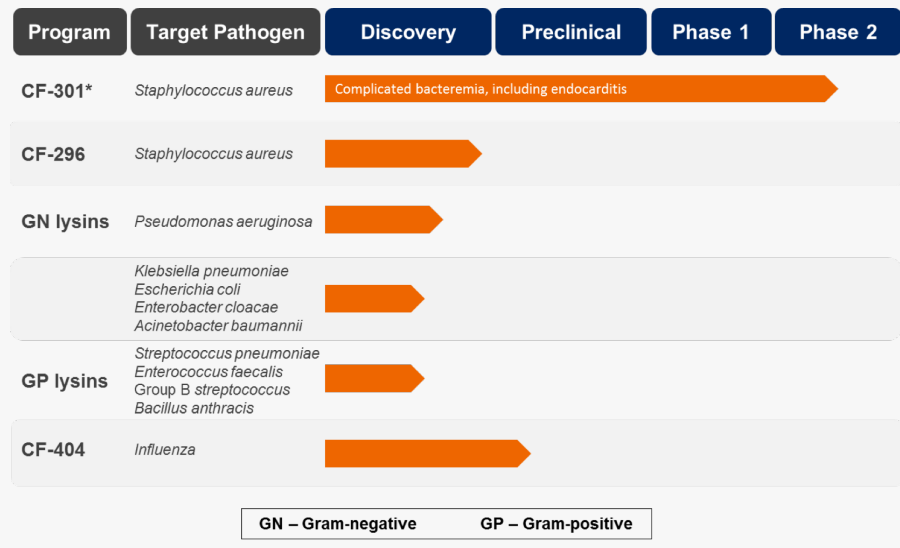 Program Target Pathogen Discovery Preclinical Phase 1 Phase 2
CF-301* Staphylococcus aureus Complicated bacteremia, including endocarditis
CF-296 Staphylococcus aureus
GN lysins Pseudomonas aeruginosa
Klebsiella pneumoniae
Escherichia coli
Enterobacter cloacae
Acinetobacter baumannii
GP lysins
Streptococcus pneumoniae
Enterococcus faecalis
Group B streptococcus
Bacillus anthracis
CF-404 Influenza
GN – Gram-negative GP – Gram-positive